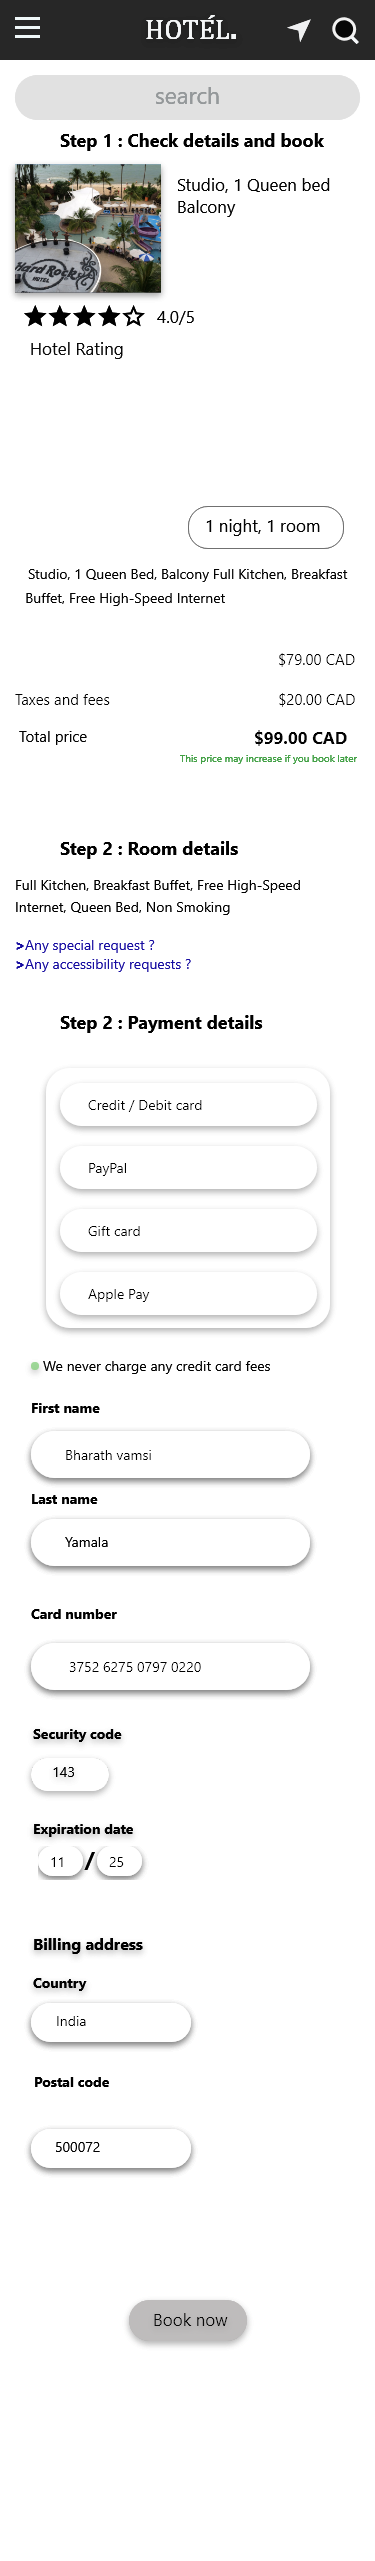 HOTÉL.
search
Step 1 : Check details and book
Studio, 1 Queen bed
Balcony
Hard Rock
HOTEL
4.0/5
Hotel Rating
1 night, 1 room
Studio, 1 Queen Bed, Balcony Full Kitchen, Breakfast
Buffet, Free High-Speed Internet
$79.00 CAD
Taxes and fees $20.00 CAD
Total price $99.00 CAD
This price may increase if you book later
Step 2 : Room details
Full Kitchen, Breakfast Buffet, Free High-Speed
Internet, Queen Bed, Non Smoking
>Any special request ?
>Any accessibility requests ?
Step 2 : Payment details
Credit / Debit card
PayPal
Gift card
Apple Pay
We never charge any credit card fees
First name
Bharath vamsi
Last name
Yamala
Card number
3752 6275 0797 0220
Security code
143
Expiration date
11 / 25
Billing address
Country
India
Postal code
500072
Book now